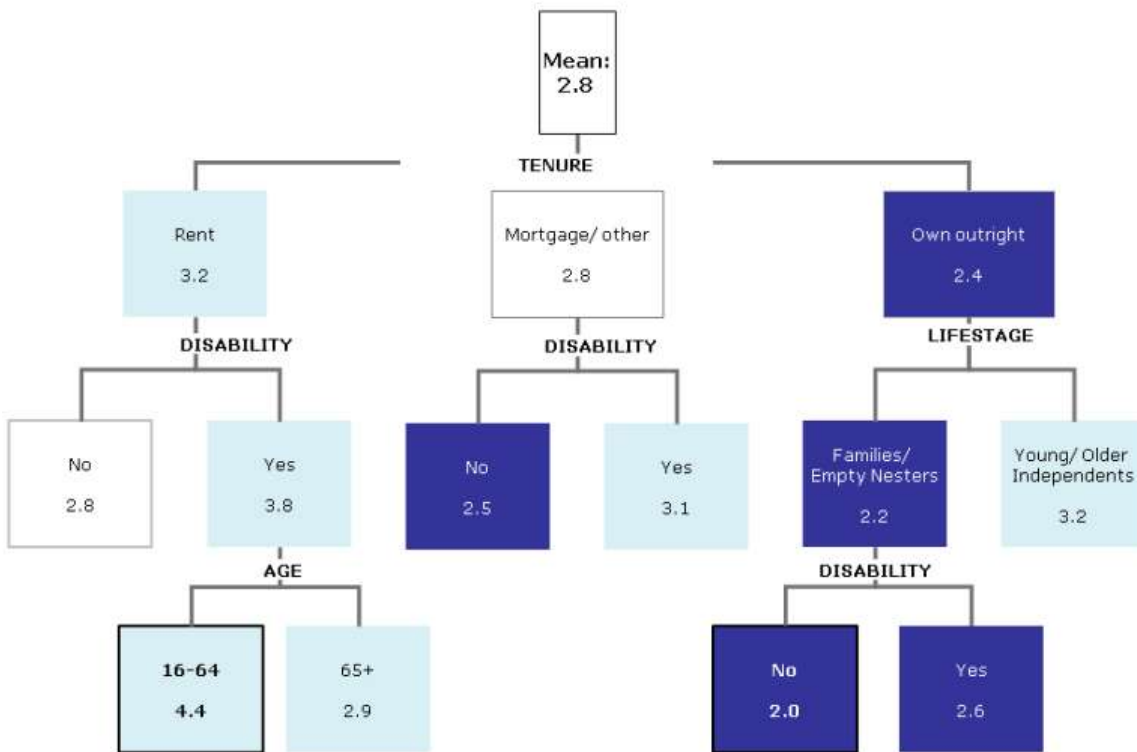 Mean:
2.8
TENURE
Rent
3.2
Mortgage/ other
2.8
Own outright
2.4
DISABILITY
DISABILITY
LIFESTAGE
No
2.8
Yes
3.8
No
2.5
Yes
3.1
Families/
Empty Nesters
2.2
Young/ Older
Independents
3.2
AGE
DISABILITY
16-64
4.4
65+
2.9
No
2.0
Yes
2.6